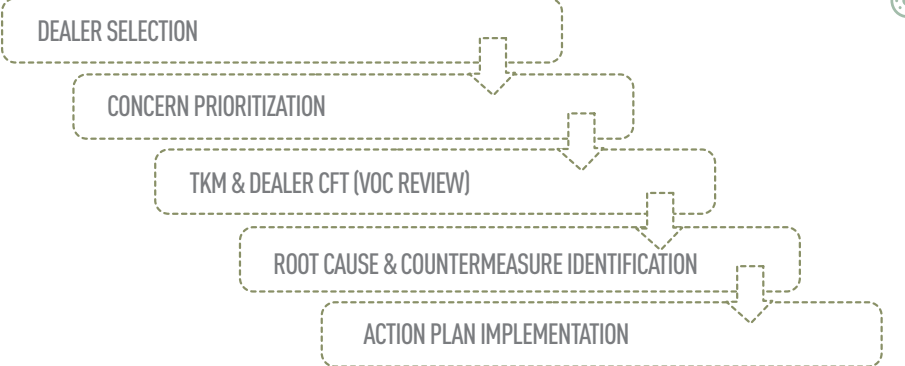 DEALER SELECTION
CONCERN PRIORITIZATION
TKM & DEALER CFT (VOC REVIEW)
ROOT CAUSE & COUNTERMEASURE IDENTIFICATION
ACTION PLAN IMPLEMENTATION